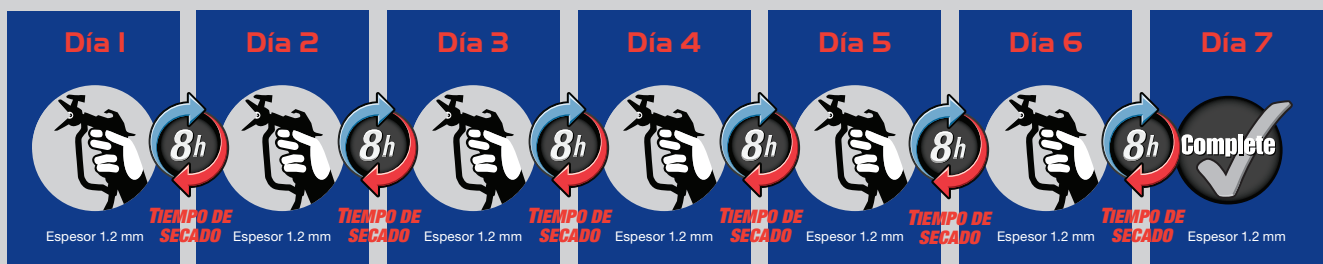 Día 1
Día 2
Día 3
Día 4
Día 5
Día 6
Día 7
8h
8h
8h
8h
8h
8h
Complete
TIEMPO DE
SECADO
TIEMPO DE
SECADO
TIEMPO DE
SECADO
TIEMPO DE
SECADO
TIEMPO DE
SECADO
TIEMPO DE
SECADO
Espesor 1.2 mm
Espesor 1.2 mm
Espesor 1.2 mm
Espesor 1.2 mm
Espesor 1.2 mm
Espesor 1.2 mm
Espesor 1.2 mm